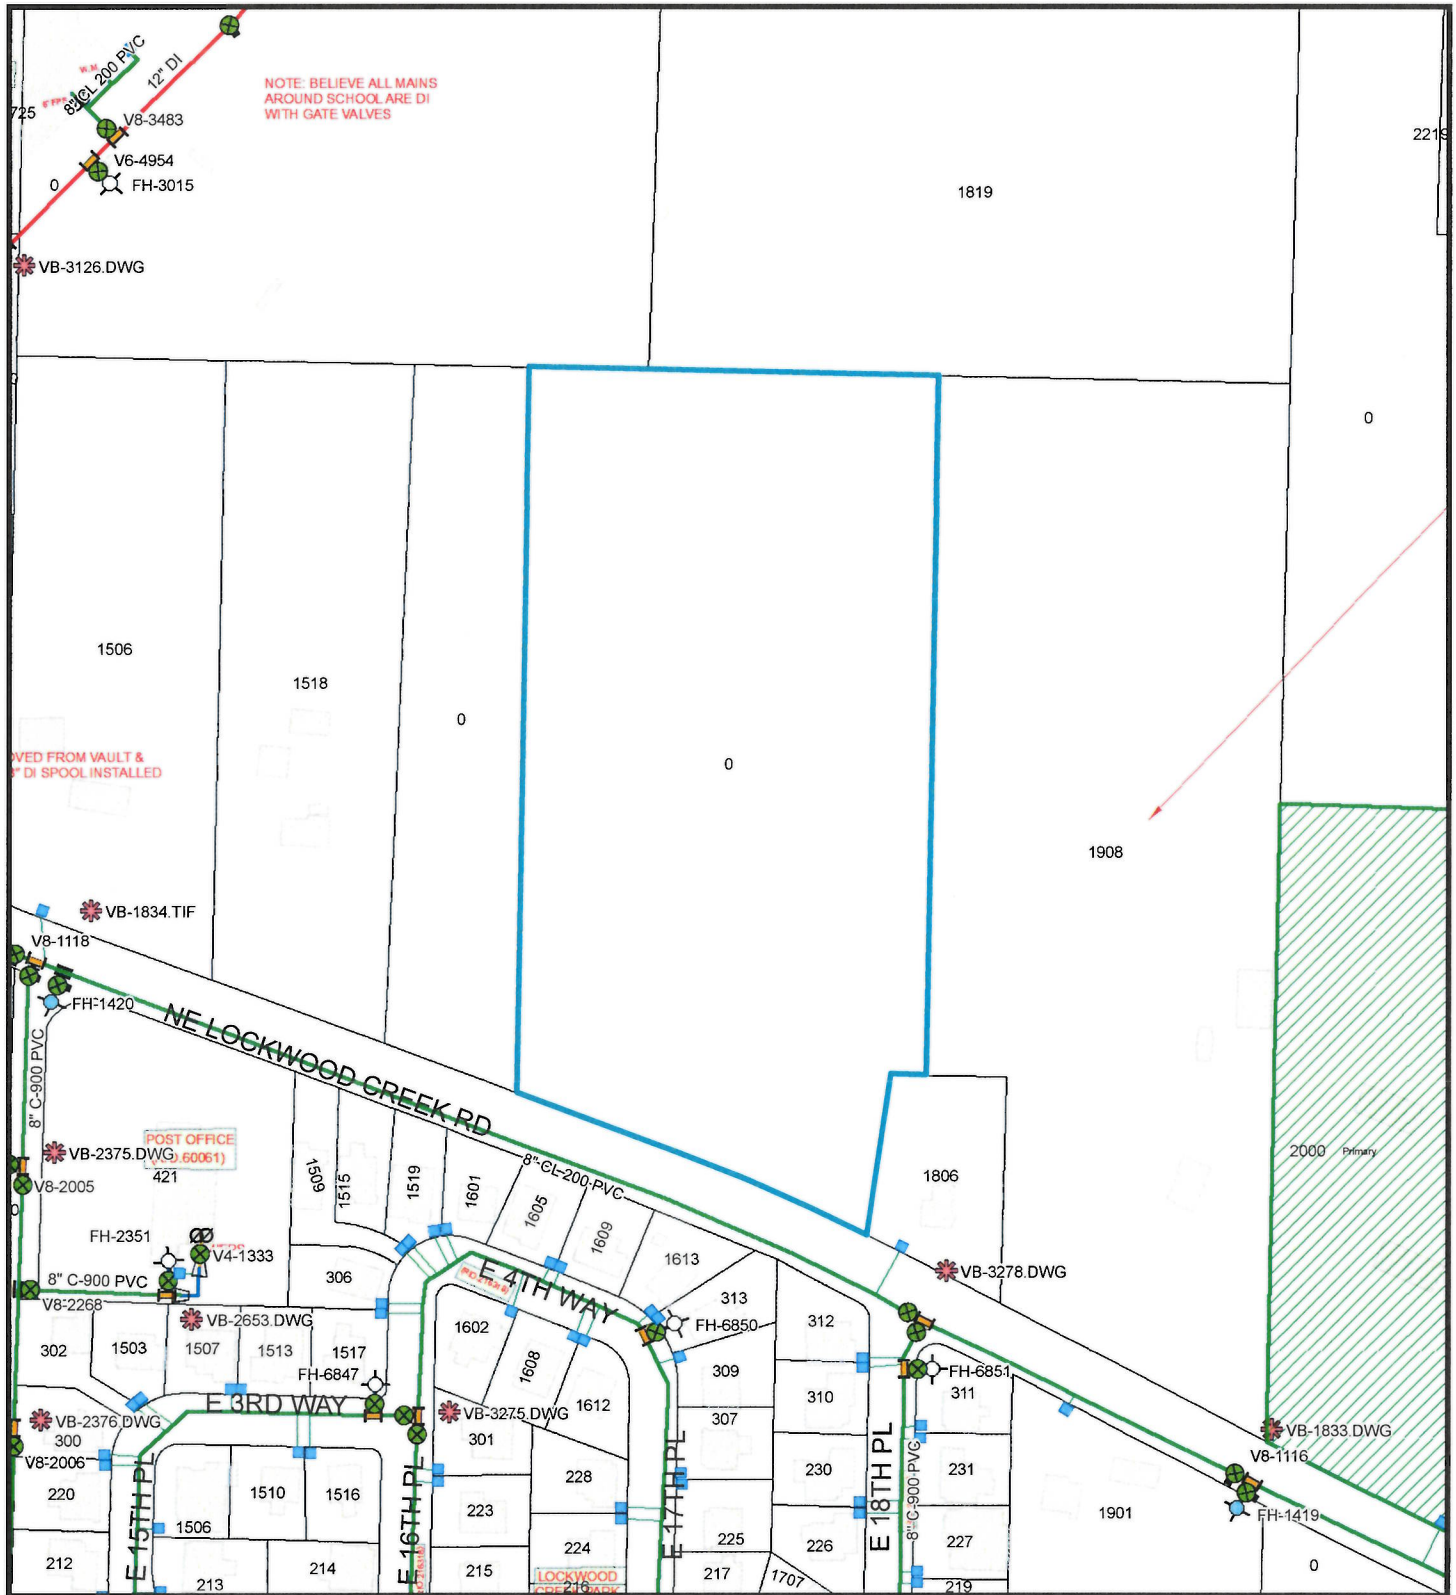 8" CL 200 PVC
12" DI
NOTE: BELIEVE ALL MAINS
AROUND SCHOOL ARE DI
WITH GATE VALVES
W.M.
725
V8-3483
V6-4954
0
FH-3015
2219
1819
VB-3126.DWG
0
0
1506
1518
0
0
OVED FROM VAULT &
8" DI SPOOL INSTALLED
1908
VB-1834.TIF
V8-1118
FH-1420
NE LOCKWOOD CREEK RD
8" C-900 PVC
8" CL 200 PVC
VB-2375.DWG
POST OFFICE
421
V8-2005
0
1509
1515
1519
1601
1605
1609
1613
1806
2000
Primary
FH-2351
V4-1333
8" C-900 PVC
V8-2268
306
E 4TH WAY
VB-3278.DWG
313
FH-6850
312
VB-2653.DWG
302
1503
1507
1513
1517
FH-6847
1602
1608
1612
309
310
FH-6851
311
E 3RD WAY
VB-2376.DWG
300
V8-2006
VB-3275.DWG
301
307
VB-1833.DWG
V8-1116
FH-1419
220
E 15TH PL
1506
1510
1516
E 16TH PL
223
228
E 17TH PL
225
230
E 18TH PL
8" C-900 PVC
231
1901
212
213
214
215
224
226
227
0
LOCKWOOD
CREEK PARK
216
217
1707
219